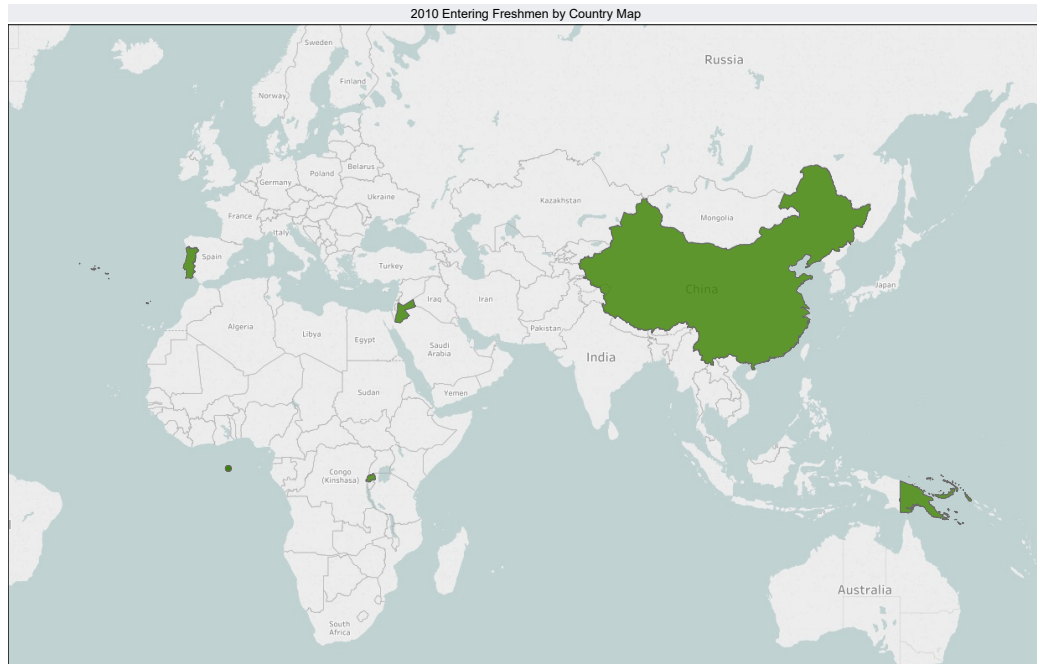 2010 Entering Freshmen by Country Map
Sweden
Russia
Finland
Norway
Belarus
Poland
Germany
Ukraine
Kazakhstan
France
Mongolia
Italy
Spain
Turkey
China
Japan
Iraq
Iran
Algeria
Libya
Egypt
Pakistan
Saudi
Arabia
India
Sudan
Yemen
Congo
(Kinshasa)
Australia
South
Africa